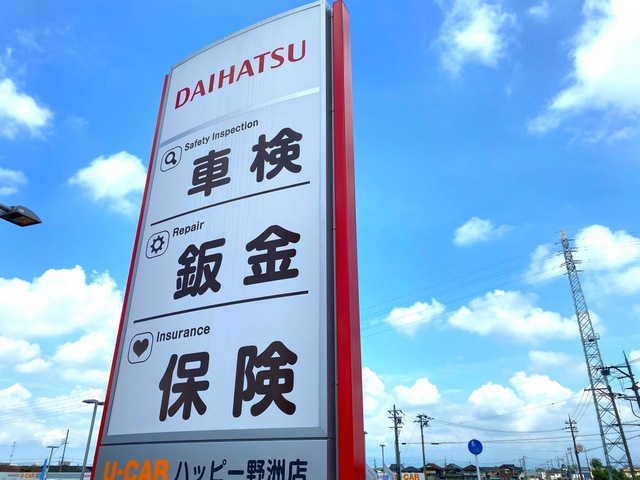 DAIHATSU
Safety Inspection
車検
Repair
鈑金
Insurance
保険
U-CAR ハッピー野洲店